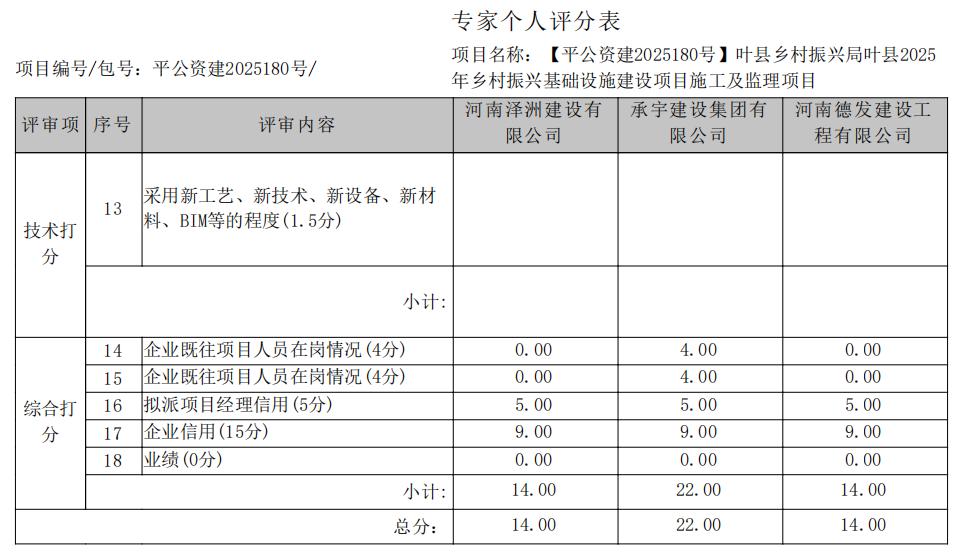 专家个人评分表
项目编号/包号: 平公资建2025180号/
项目名称: 【平公资建2025180号】叶县乡村振兴局叶县2025
年乡村振兴基础设施建设项目施工及监理项目
评审项 序号 评审内容 河南泽洲建设有 承宇建设集团有 河南德发建设工
限公司 限公司 程有限公司
技术打
分
13 采用新工艺、新技术、新设备、新材
料、BIM等的程度(1.5分)
小计:
综合打
分
14 企业既往项目人员在岗情况(4分) 0.00 4.00 0.00
15 企业既往项目人员在岗情况(4分) 0.00 4.00 0.00
16 拟派项目经理信用(5分) 5.00 5.00 5.00
17 企业信用(15分) 9.00 9.00 9.00
18 业绩(0分) 0.00 0.00 0.00
小计: 14.00 22.00 14.00
总分: 14.00 22.00 14.00